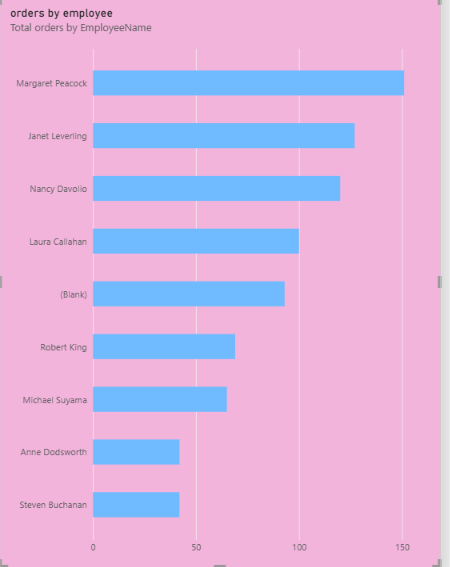 orders by employee
Total orders by EmployeeName
Margaret Peacock
Janet Leverling
Nancy Davolio
Laura Callahan
(Blank)
Robert King
Michael Suyama
Anne Dodsworth
Steven Buchanan
0 50 100 150